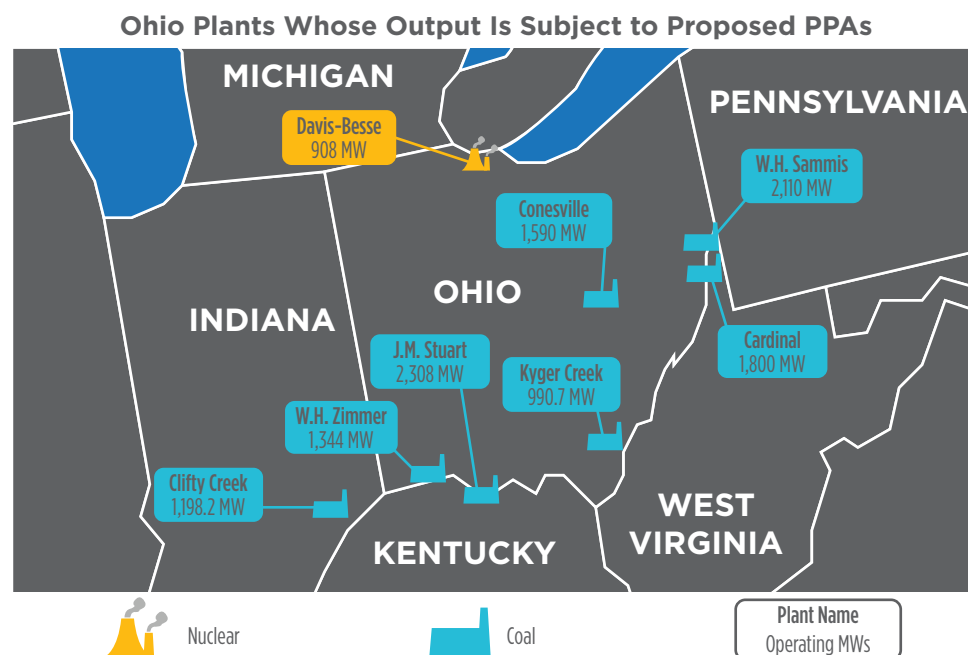 Ohio Plants Whose Output Is Subject to Proposed PPAs
MICHIGAN
PENNSYLVANIA
Davis-Besse
908 MW
W.H. Sammis
2,110 MW
Conesville
1,590 MW
OHIO
INDIANA
J.M. Stuart
2,308 MW
Kyger Creek
990.7 MW
Cardinal
1,800 MW
W.H. Zimmer
1,344 MW
Clifty Creek
1,198.2 MW
WEST
VIRGINIA
KENTUCKY
Nuclear
Coal
Plant Name
Operating MWs